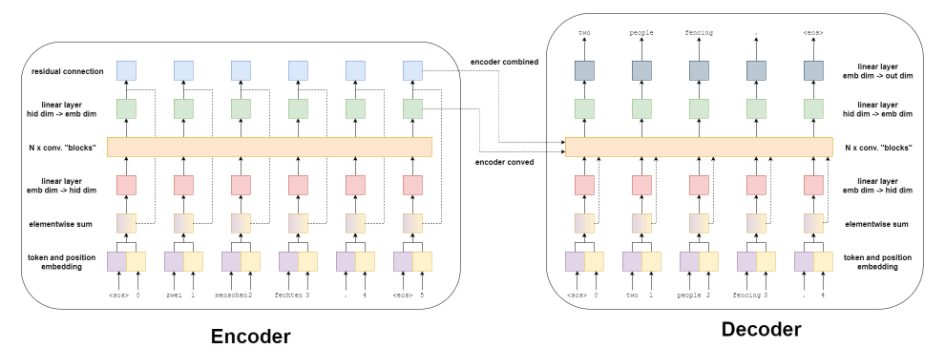 residual connection
linear layer
hid dim -> emb dim
N x conv. "blocks"
linear layer
emb dim -> hid dim
elementwise sum
token and position
embedding
<sos> 0 zwei 1 menschen 2 fechten 3 . 4 <eos> 5
Encoder
encoder combined
encoder conved
two people fencing . <eos>
linear layer
emb dim -> out dim
linear layer
hid dim -> emb dim
N x conv. "blocks"
linear layer
emb dim -> hid dim
elementwise sum
token and position
embedding
<sos> 0 two 1 people 2 fencing 3 . 4
Decoder